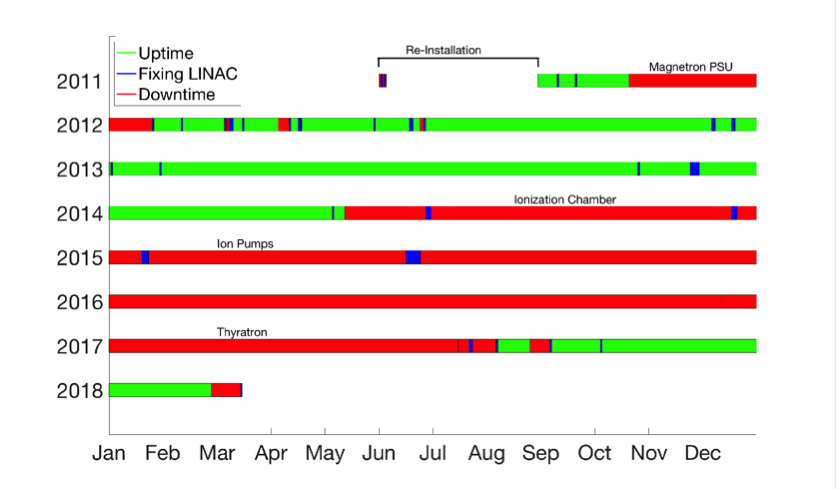 Re-Installation
Uptime
Fixing LINAC
Downtime
2011
Magnetron PSU
2012
2013
2014
Ionization Chamber
2015
Ion Pumps
2016
2017
Thyratron
2018
Jan Feb Mar Apr May Jun Jul Aug Sep Oct Nov Dec